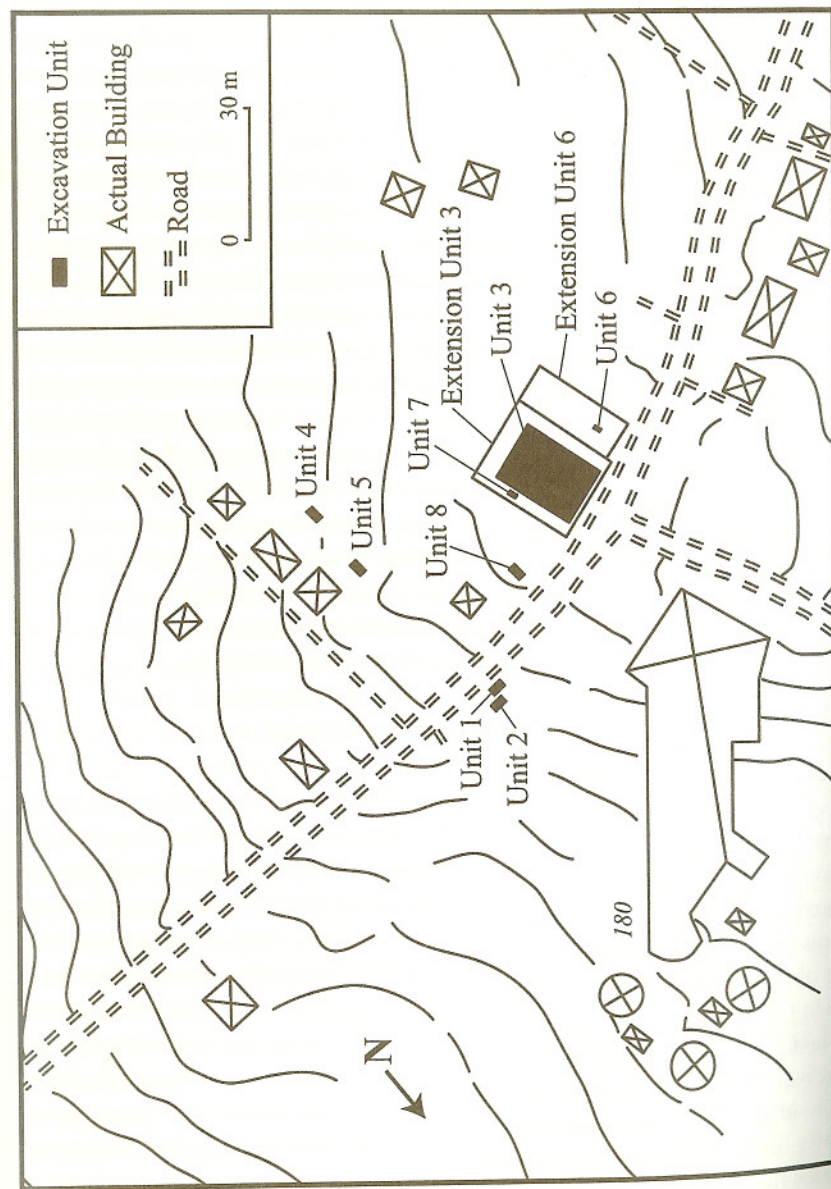 Excavation Unit
Actual Building
Road
0 30 m
Unit 4
Unit 5
Extension Unit 3
Unit 7
Unit 3
Extension Unit 6
Unit 8
Unit 6
Unit 1
Unit 2
180
N